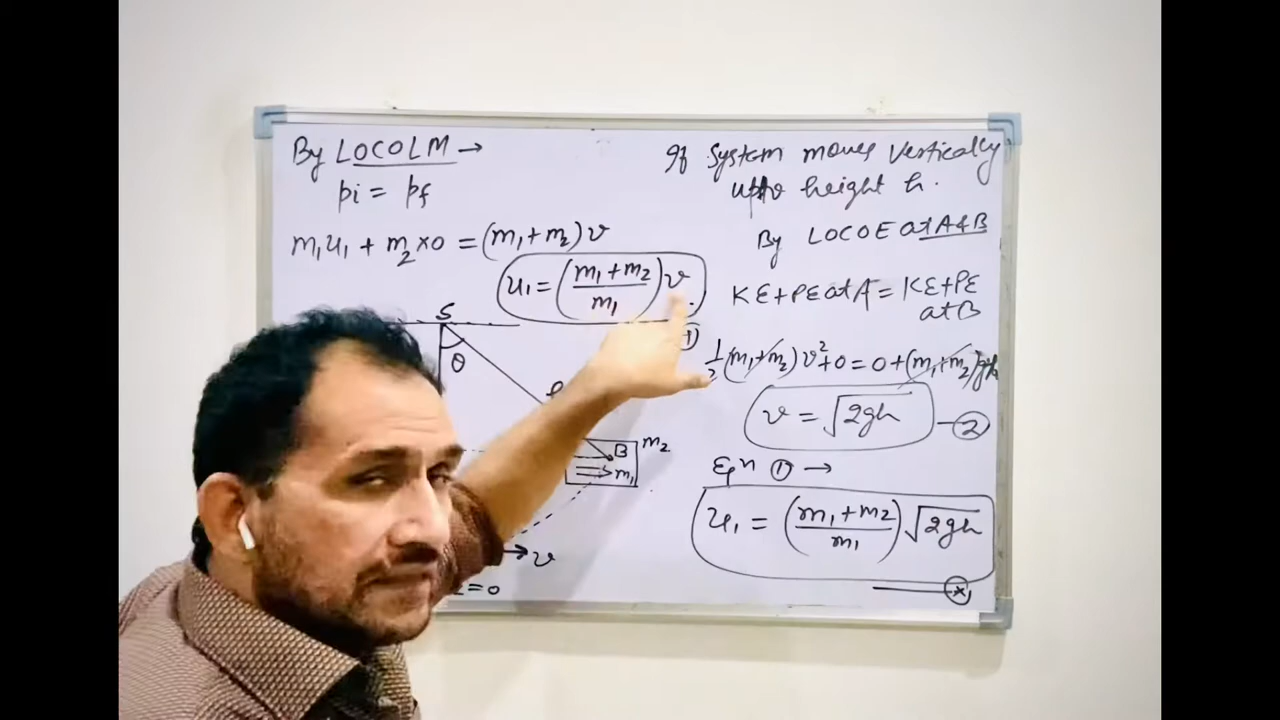 By LOCOLM →
pi = pf
m₁u₁ + m₂×0 = (m₁+m₂)v
u₁ = ((m₁+m₂)/m₁) v
①
S
θ
B
m₂
m₁
v
=0
If System moves Vertically
upto height h.
By LOCOE at A & B
KE+PE at A = KE+PE
at B
½(m₁+m₂)v²+0 = 0+(m₁+m₂)gh
v = √2gh —②
Eqn ① →
u₁ = ((m₁+m₂)/m₁) √2gh